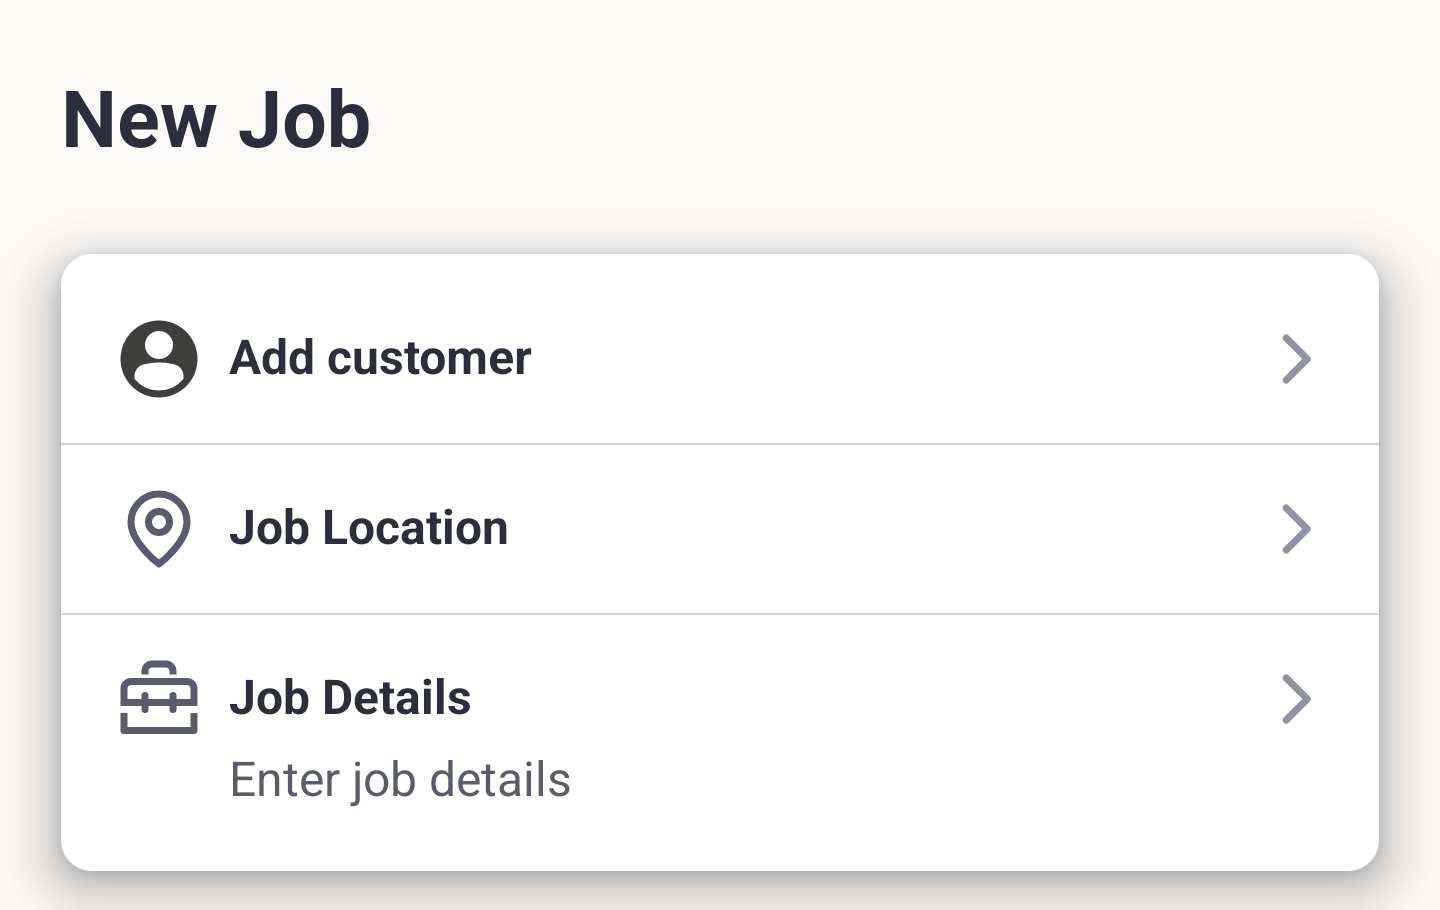 New Job
Add customer
Job Location
Job Details
Enter job details